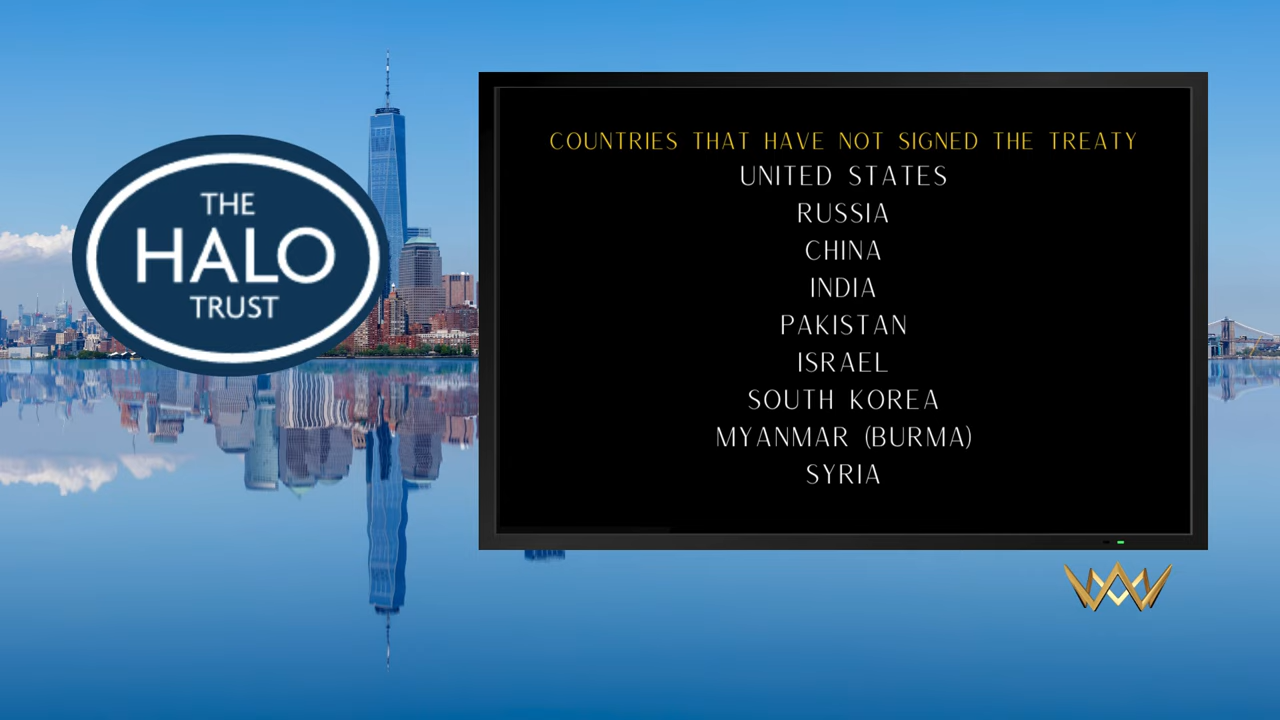 THE
HALO
TRUST
COUNTRIES THAT HAVE NOT SIGNED THE TREATY
UNITED STATES
RUSSIA
CHINA
INDIA
PAKISTAN
ISRAEL
SOUTH KOREA
MYANMAR (BURMA)
SYRIA